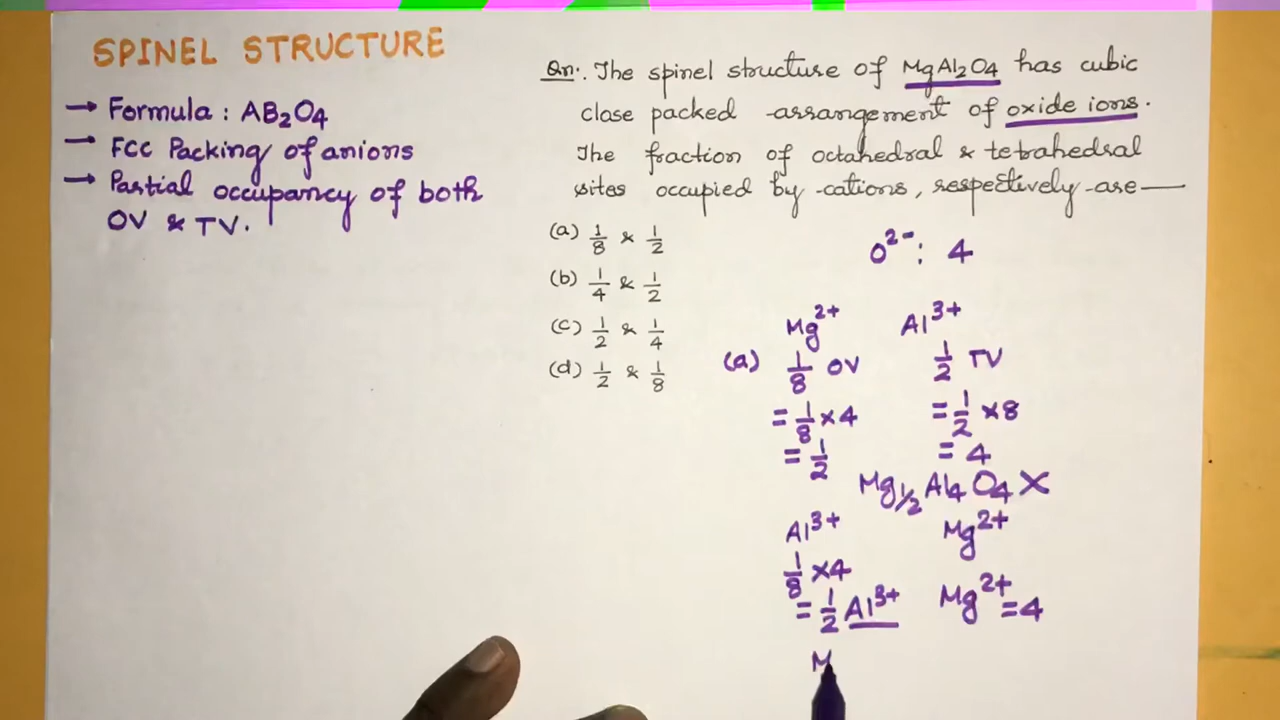 SPINEL STRUCTURE
→ Formula : AB₂O₄
→ FCC Packing of anions
→ Partial occupancy of both
OV & TV.
Qn:. The spinel structure of MgAl₂O₄ has cubic
close packed arrangement of oxide ions.
The fraction of octahedral & tetrahedral
sites occupied by cations, respectively are—
(a) 1/8 & 1/2
(b) 1/4 & 1/2
(c) 1/2 & 1/4
(d) 1/2 & 1/8
O²⁻ : 4
Mg²⁺ Al³⁺
(a) 1/8 OV 1/2 TV
= 1/8 ×4 = 1/2 ×8
= 1/2 = 4
Mg₁/₂ Al₄ O₄ ×
Al³⁺ Mg²⁺
1/8 ×4
= 1/2 Al³⁺ Mg²⁺ = 4
M